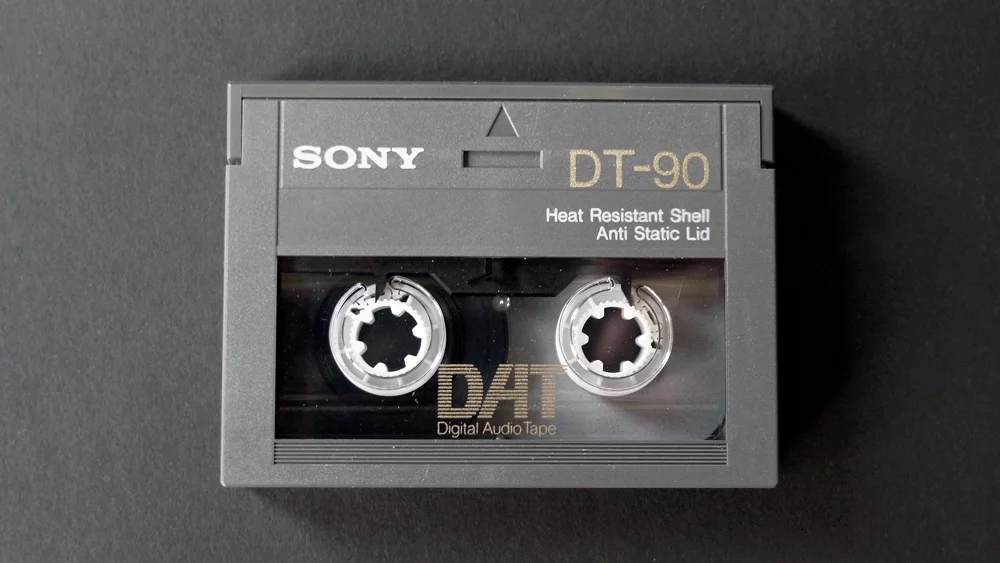 SONY
DT-90
Heat Resistant Shell
Anti Static Lid
DAT
Digital Audio Tape